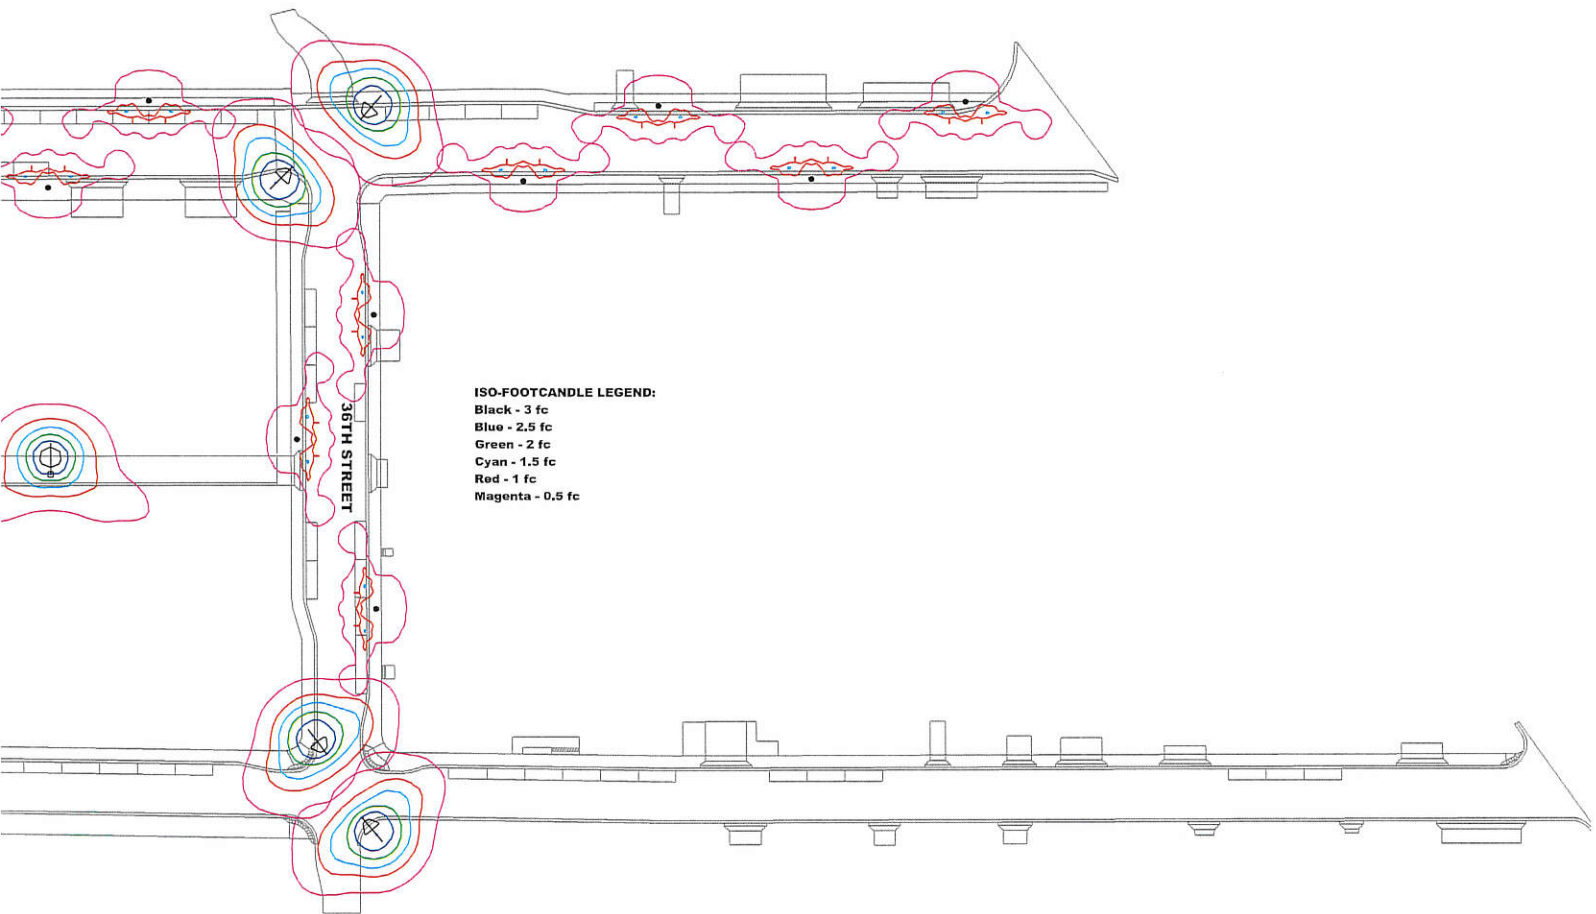 ISO-FOOTCANDLE LEGEND:
Black - 3 fc
Blue - 2.5 fc
Green - 2 fc
Cyan - 1.5 fc
Red - 1 fc
Magenta - 0.5 fc
36TH STREET